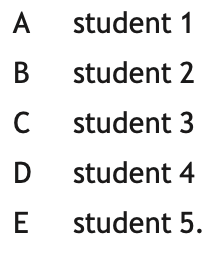 A student 1
B student 2
C student 3
D student 4
E student 5.